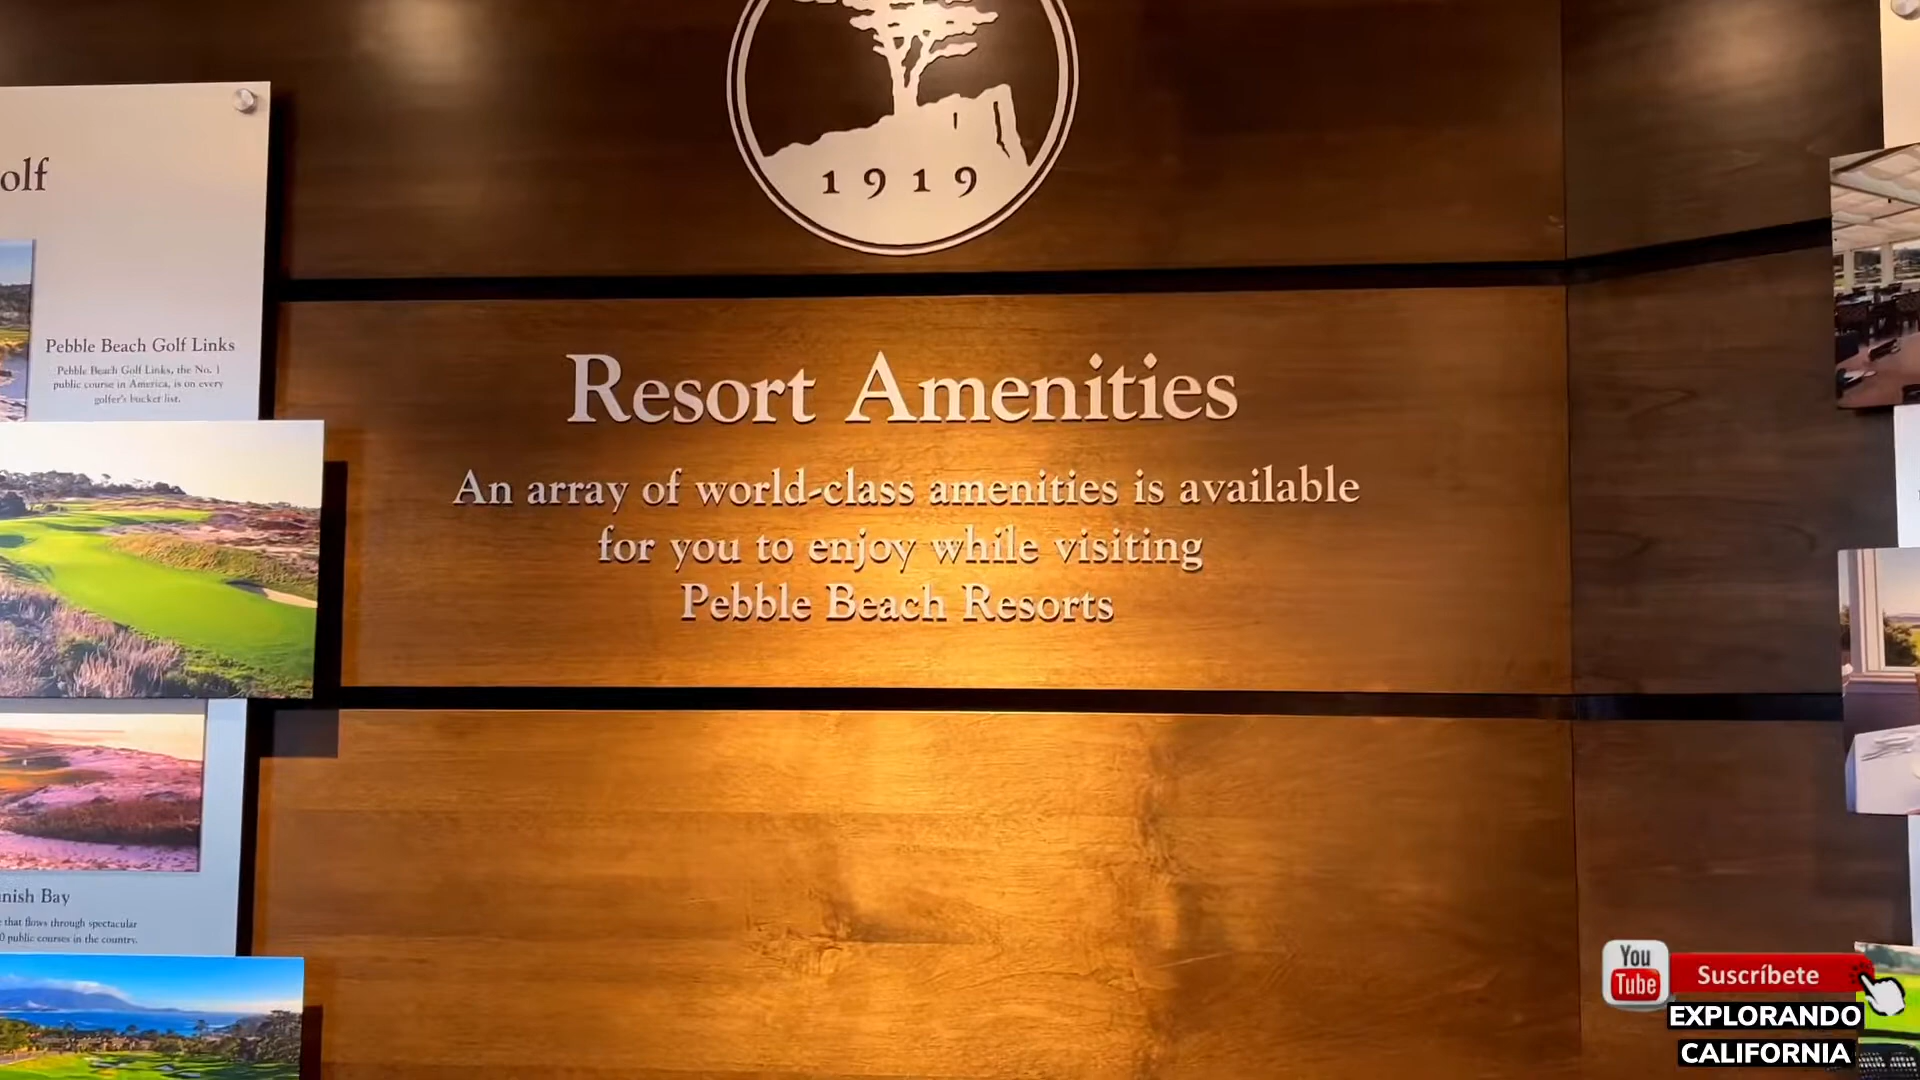 1919
olf
Pebble Beach Golf Links
Pebble Beach Golf Links, the No. 1
public course in America, is on every
golfer's bucket list.
Resort Amenities
An array of world-class amenities is available
for you to enjoy while visiting
Pebble Beach Resorts
nish Bay
that flows through spectacular
0 public courses in the country.
You
Tube
Suscríbete
EXPLORANDO
CALIFORNIA